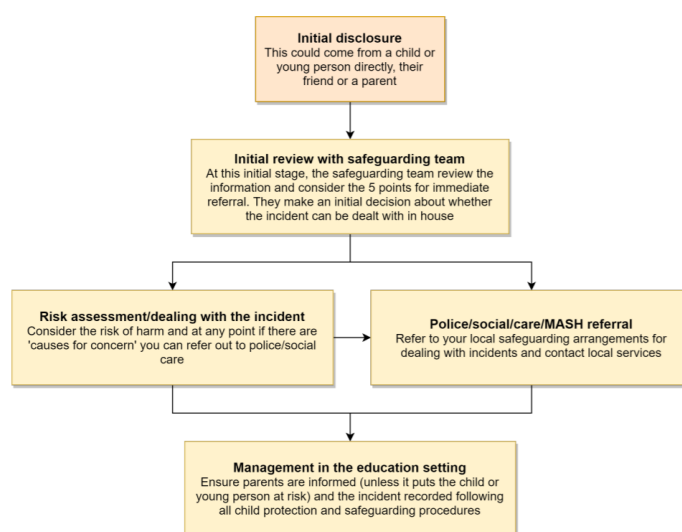 Initial disclosure
This could come from a child or
young person directly, their
friend or a parent
Initial review with safeguarding team
At this initial stage, the safeguarding team review the
information and consider the 5 points for immediate
referral. They make an initial decision about whether
the incident can be dealt with in house
Risk assessment/dealing with the incident
Consider the risk of harm and at any point if there are
'causes for concern' you can refer out to police/social
care
Police/social/care/MASH referral
Refer to your local safeguarding arrangements for
dealing with incidents and contact local services
Management in the education setting
Ensure parents are informed (unless it puts the child or
young person at risk) and the incident recorded following
all child protection and safeguarding procedures